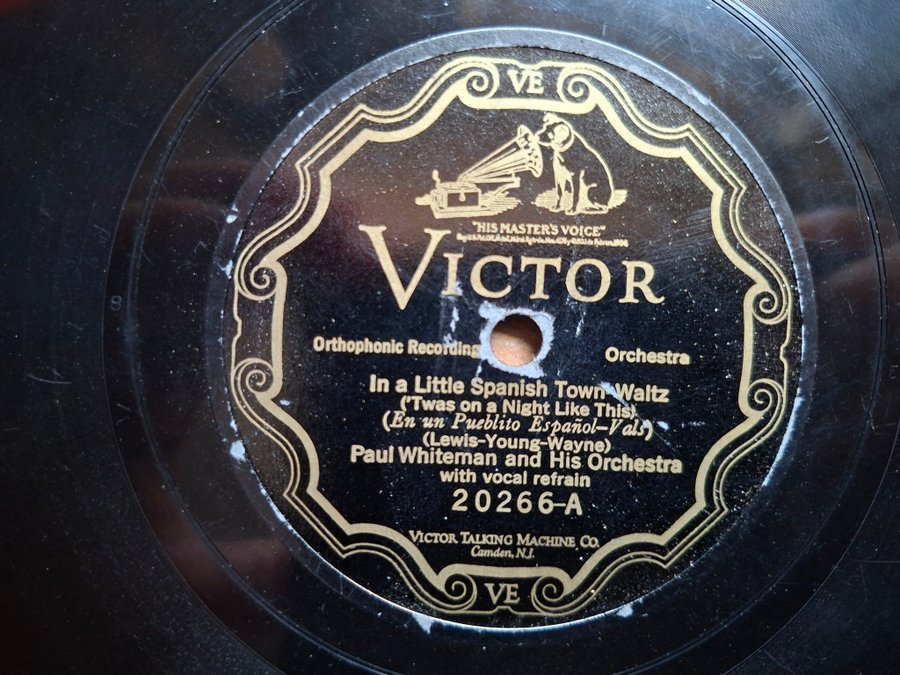 VE
"HIS MASTER'S VOICE"
VICTOR
Orthophonic Recording
Orchestra
In a Little Spanish Town-Waltz
('Twas on a Night Like This)
(En un Pueblito Español-Vals)
(Lewis-Young-Wayne)
Paul Whiteman and His Orchestra
with vocal refrain
20266-A
VICTOR TALKING MACHINE CO.
Camden, N.J.
VE